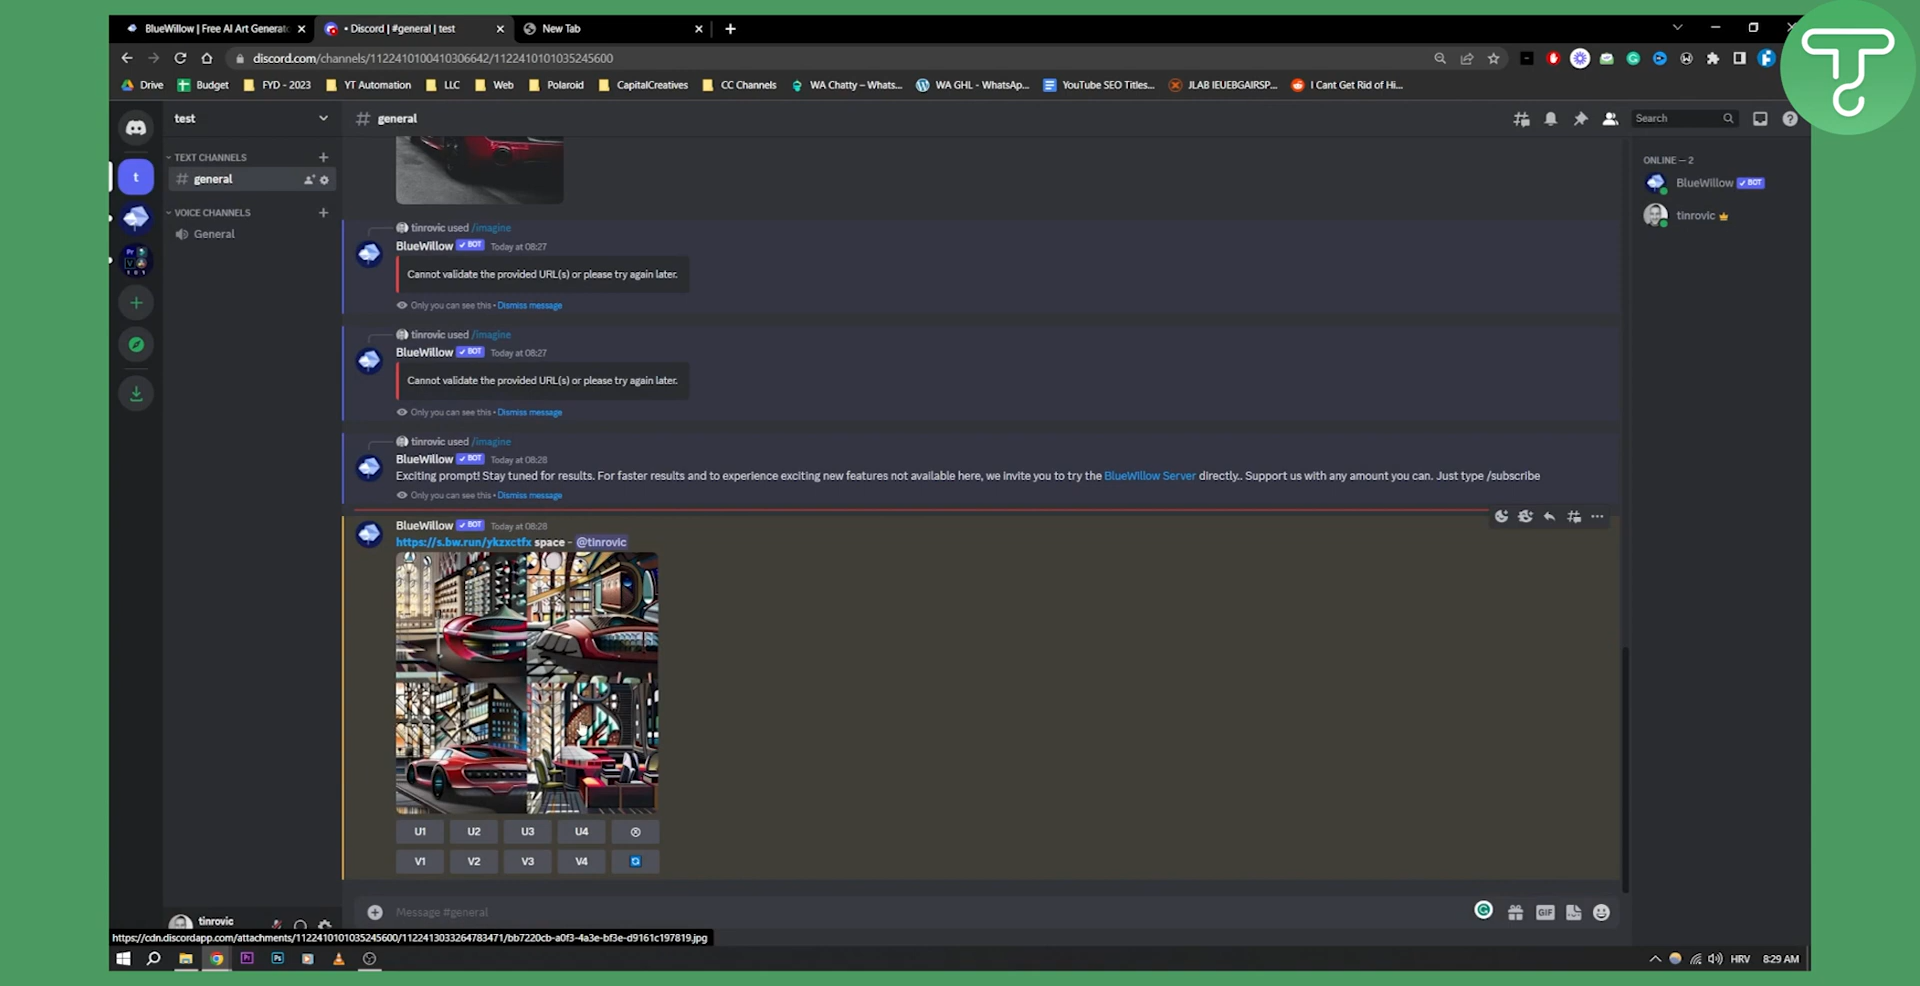 BlueWillow | Free AI Art Generato
• Discord | #general | test
New Tab
discord.com/channels/1122410100410306642/1122410101035245600
Drive
Budget
FYD - 2023
YT Automation
LLC
Web
Polaroid
CapitalCreatives
CC Channels
WA Chatty – Whats...
WA GHL - WhatsAp...
YouTube SEO Titles...
JLAB IEUEBGAIRSP...
I Cant Get Rid of Hi...
test
# general
Search
TEXT CHANNELS
# general
VOICE CHANNELS
General
t
ONLINE — 2
BlueWillow BOT
tinrovic
tinrovic used /imagine
BlueWillow BOT Today at 08:27
Cannot validate the provided URL(s) or please try again later.
Only you can see this • Dismiss message
tinrovic used /imagine
BlueWillow BOT Today at 08:27
Cannot validate the provided URL(s) or please try again later.
Only you can see this • Dismiss message
tinrovic used /imagine
BlueWillow BOT Today at 08:28
Exciting prompt! Stay tuned for results. For faster results and to experience exciting new features not available here, we invite you to try the BlueWillow Server directly.. Support us with any amount you can. Just type /subscribe
Only you can see this • Dismiss message
BlueWillow BOT Today at 08:28
https://s.bw.run/ykzxctfx space - @tinrovic
U1 U2 U3 U4
V1 V2 V3 V4
Message #general
GIF
tinrovic
https://cdn.discordapp.com/attachments/1122410101035245600/1122413033264783471/bb7220cb-a0f3-4a3e-bf3e-d9161c197819.jpg
Pr
Ps
HRV
8:29 AM